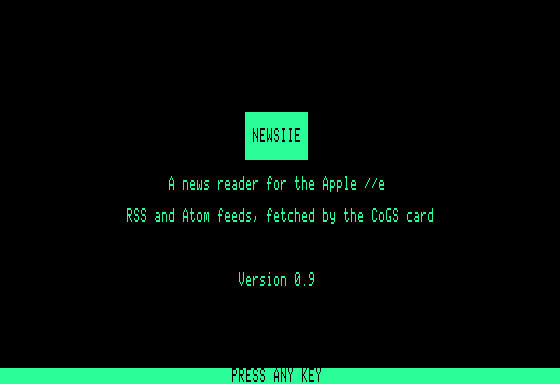 NEWSIIE
A news reader for the Apple //e
RSS and Atom feeds, fetched by the CoGS card
Version 0.9
PRESS ANY KEY